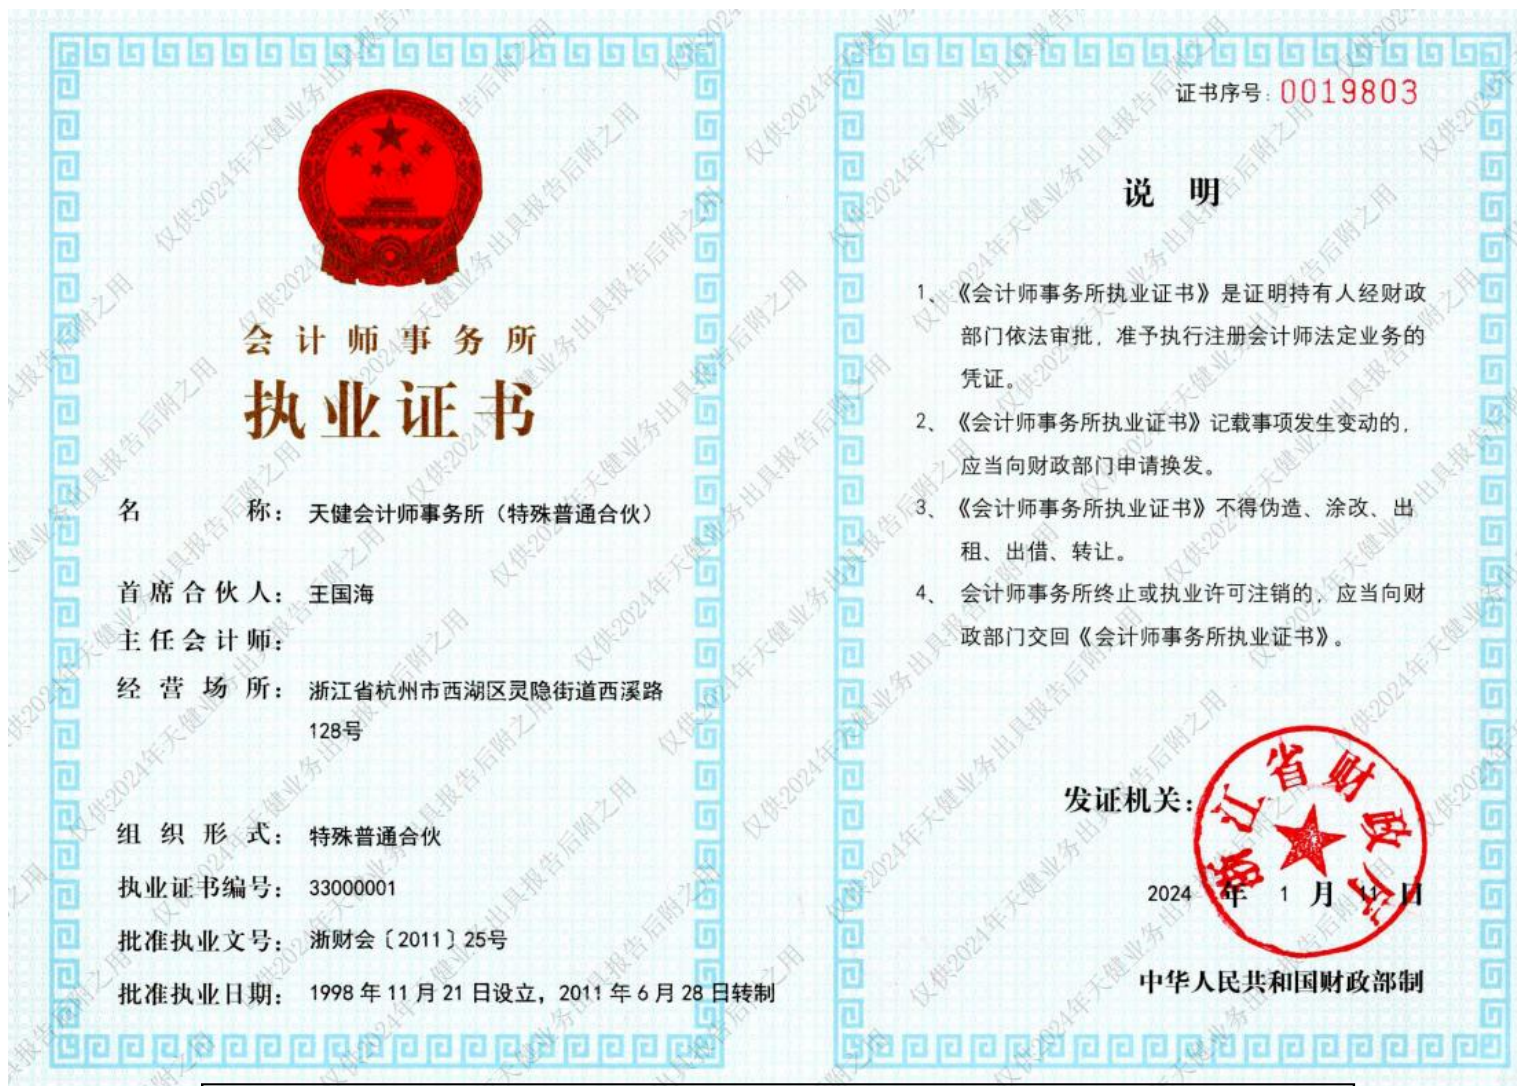 会计师事务所
执业证书
名称：天健会计师事务所（特殊普通合伙）
首席合伙人：王国海
主任会计师：
经营场所：浙江省杭州市西湖区灵隐街道西溪路
128号
组织形式：特殊普通合伙
执业证书编号：33000001
批准执业文号：浙财会〔2011〕25号
批准执业日期：1998年11月21日设立，2011年6月28日转制
证书序号：0019803
说明
1、《会计师事务所执业证书》是证明持有人经财政
部门依法审批，准予执行注册会计师法定业务的
凭证。
2、《会计师事务所执业证书》记载事项发生变动的，
应当向财政部门申请换发。
3、《会计师事务所执业证书》不得伪造、涂改、出
租、出借、转让。
4、会计师事务所终止或执业许可注销的，应当向财
政部门交回《会计师事务所执业证书》。
发证机关：
浙江省财政厅
2024年1月11日
中华人民共和国财政部制
仅供2024年天健业务出具报告后附之用